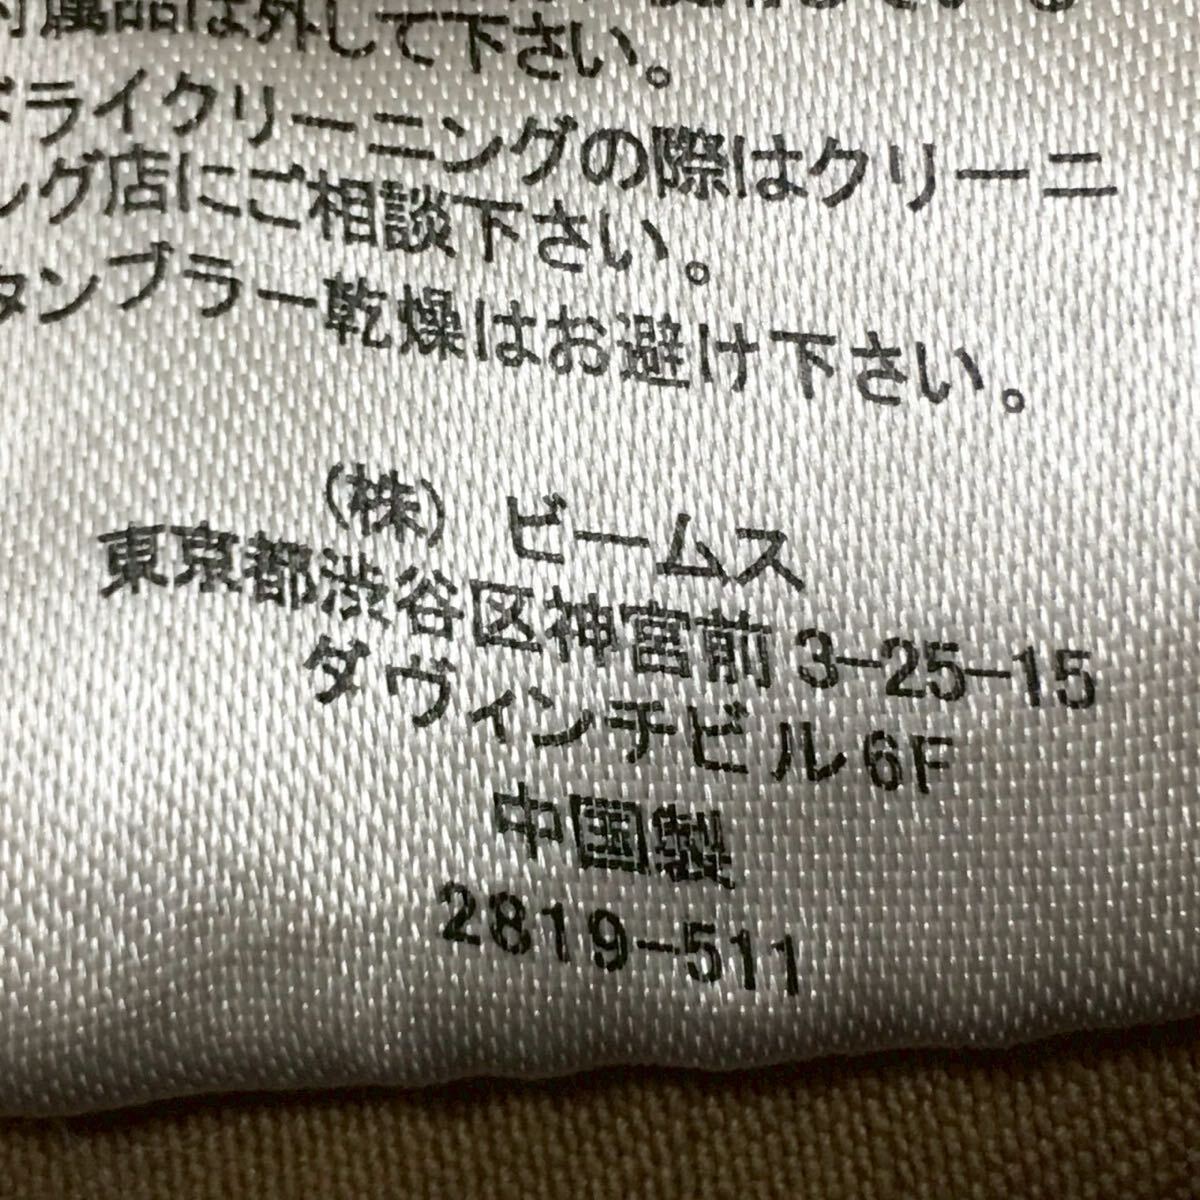 付属品は外して下さい。
ドライクリーニングの際はクリーニ
ング店にご相談下さい。
タンブラー乾燥はお避け下さい。
(株) ビームス
東京都渋谷区神宮前3-25-15
ダヴィンチビル6F
中国製
2819-511